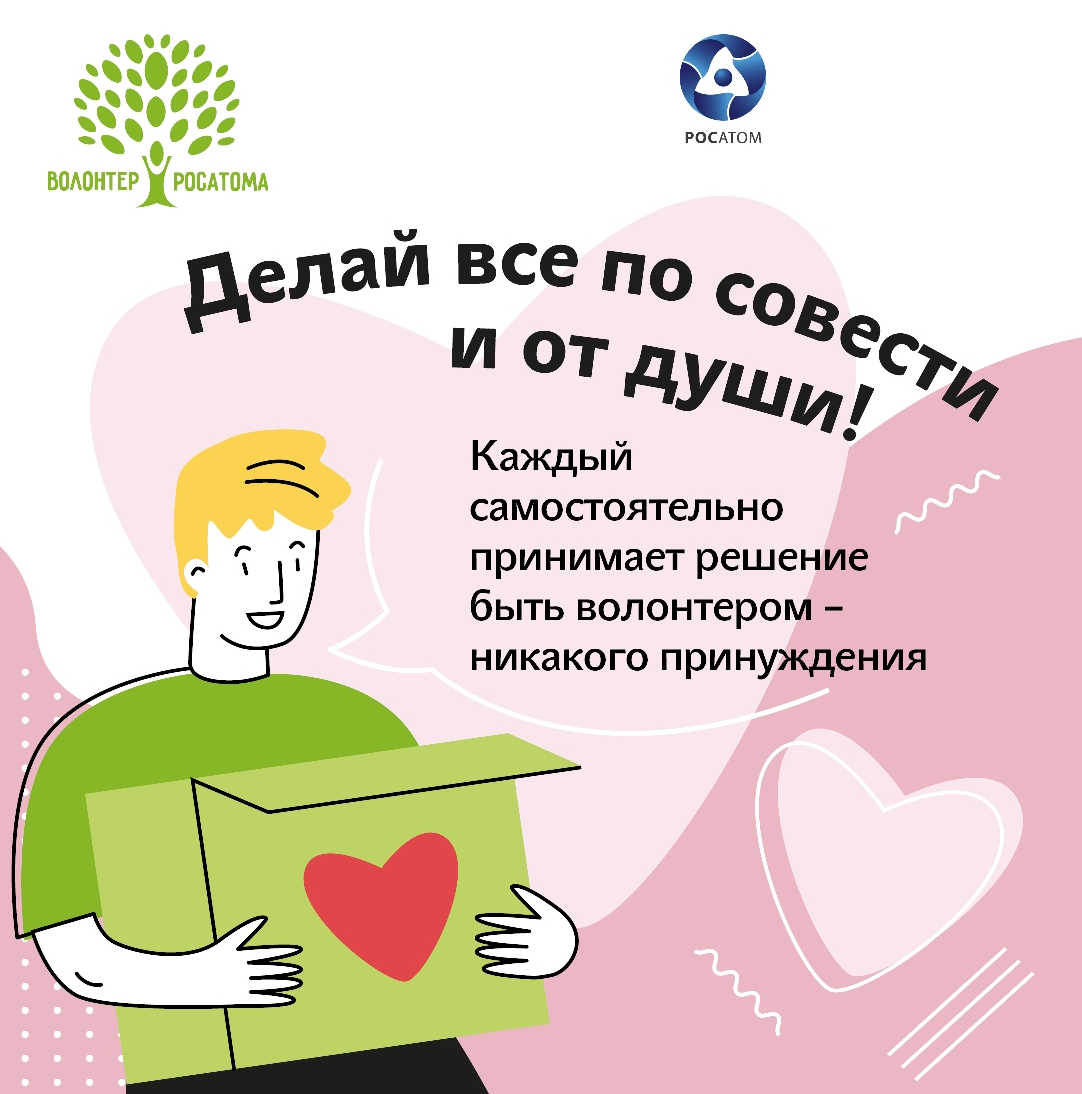 ВОЛОНТЕР РОСАТОМА
РОСАТОМ
Делай все по совести
и от души!
Каждый
самостоятельно
принимает решение
быть волонтером –
никакого принуждения